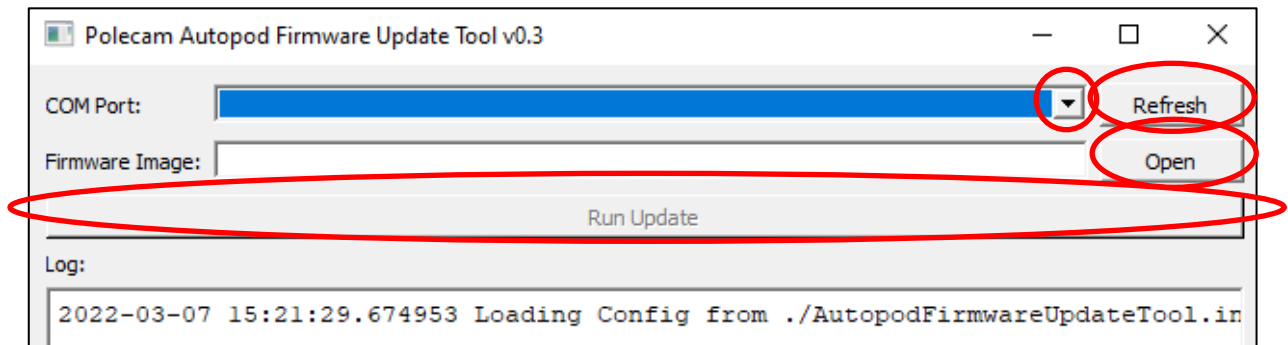 Polecam Autopod Firmware Update Tool v0.3
COM Port: Refresh
Firmware Image: Open
Run Update
Log:
2022-03-07 15:21:29.674953 Loading Config from ./AutopodFirmwareUpdateTool.in